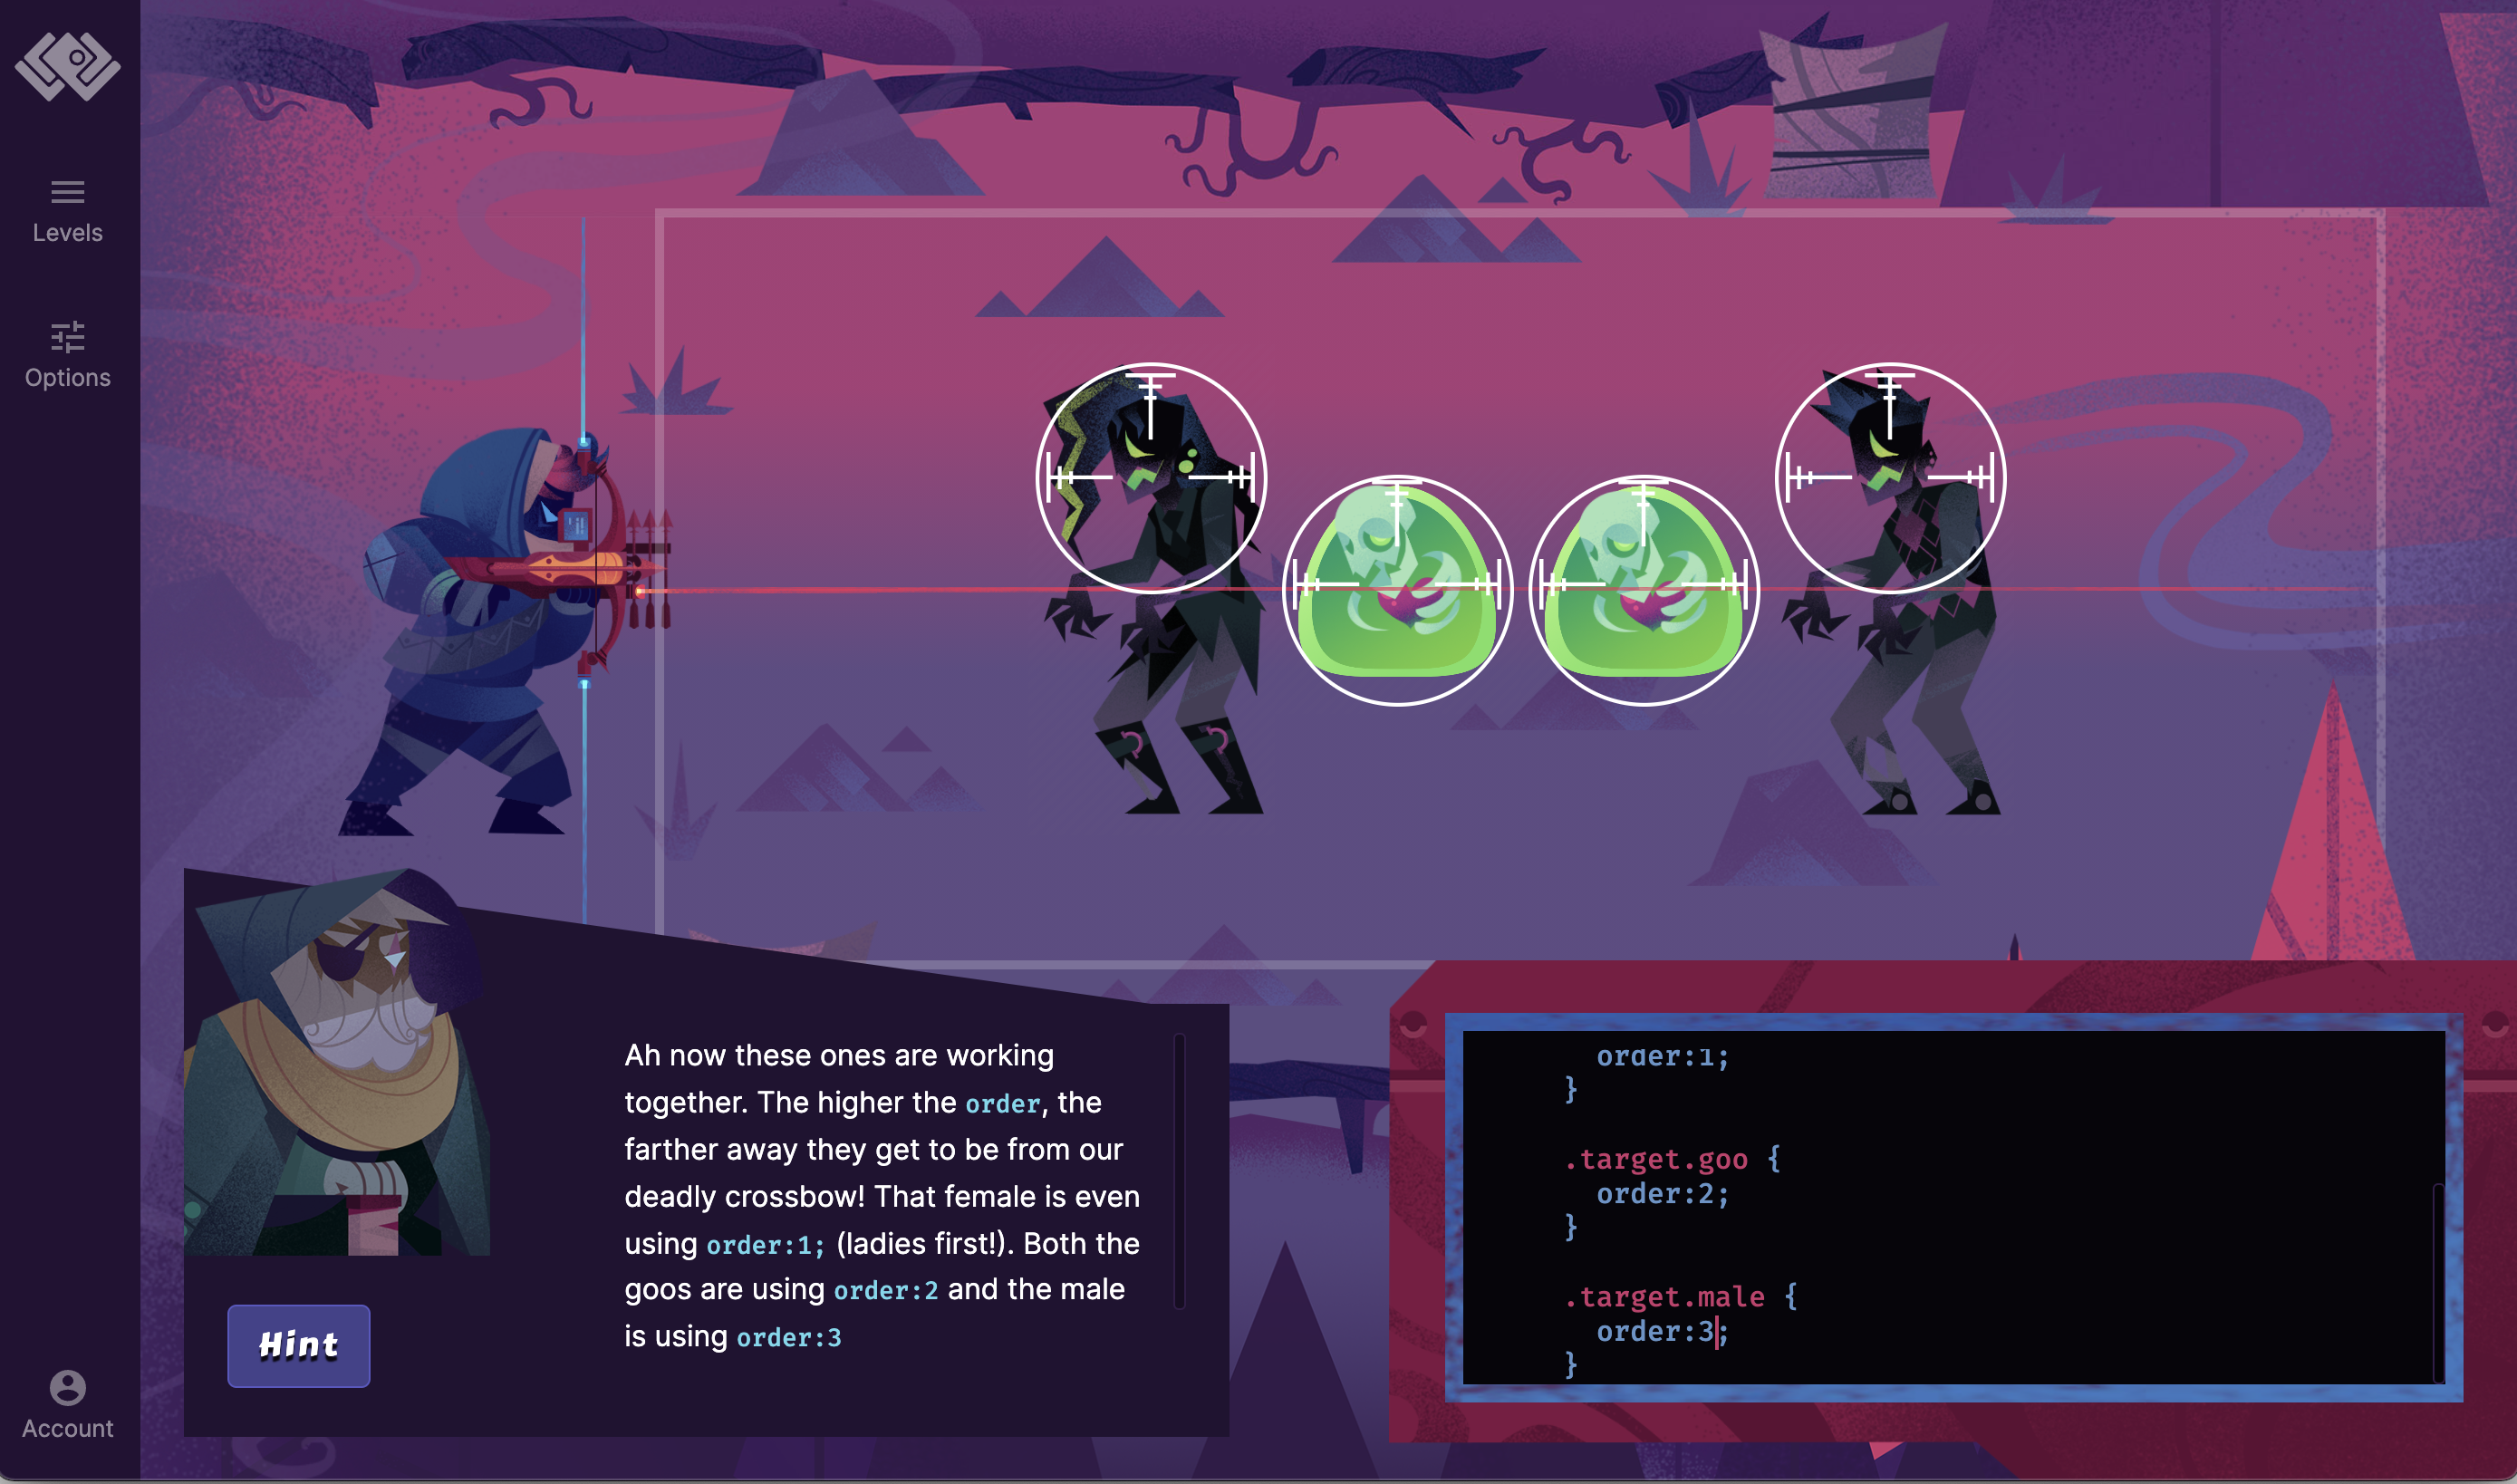 Levels
Options
Ah now these ones are working
together. The higher the order, the
farther away they get to be from our
deadly crossbow! That female is even
using order:1; (ladies first!). Both the
goos are using order:2 and the male
is using order:3
Hint
Account
order:1;
}
.target.goo {
order:2;
}
.target.male {
order:3;
}